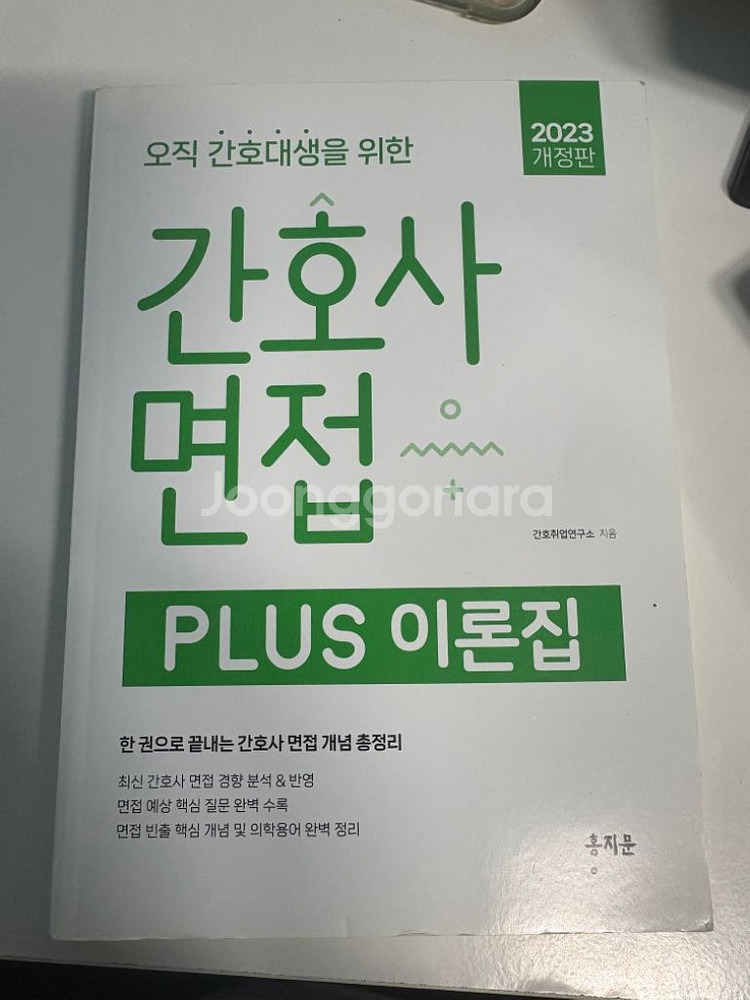 2023
개정판
오직 간호대생을 위한
간호사
면접
Joonggonara
간호취업연구소 지음
PLUS 이론집
한 권으로 끝내는 간호사 면접 개념 총정리
최신 간호사 면접 경향 분석 & 반영
면접 예상 핵심 질문 완벽 수록
면접 빈출 핵심 개념 및 의학용어 완벽 정리
홍지문